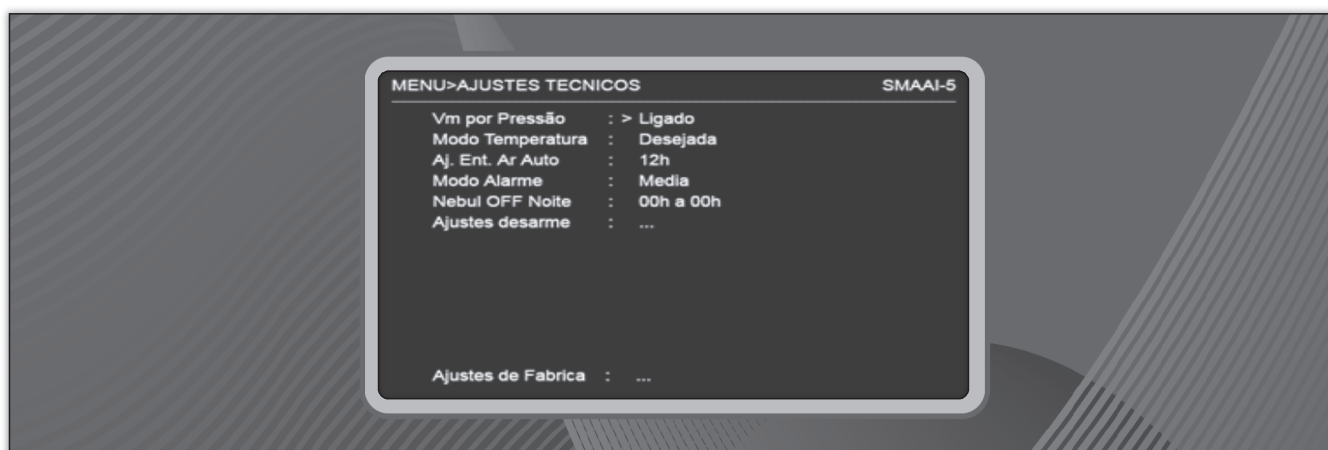 MENU>AJUSTES TECNICOS SMAAI-5
Vm por Pressão : > Ligado
Modo Temperatura : Desejada
Aj. Ent. Ar Auto : 12h
Modo Alarme : Media
Nebul OFF Noite : 00h a 00h
Ajustes desarme : ...
Ajustes de Fabrica : ...